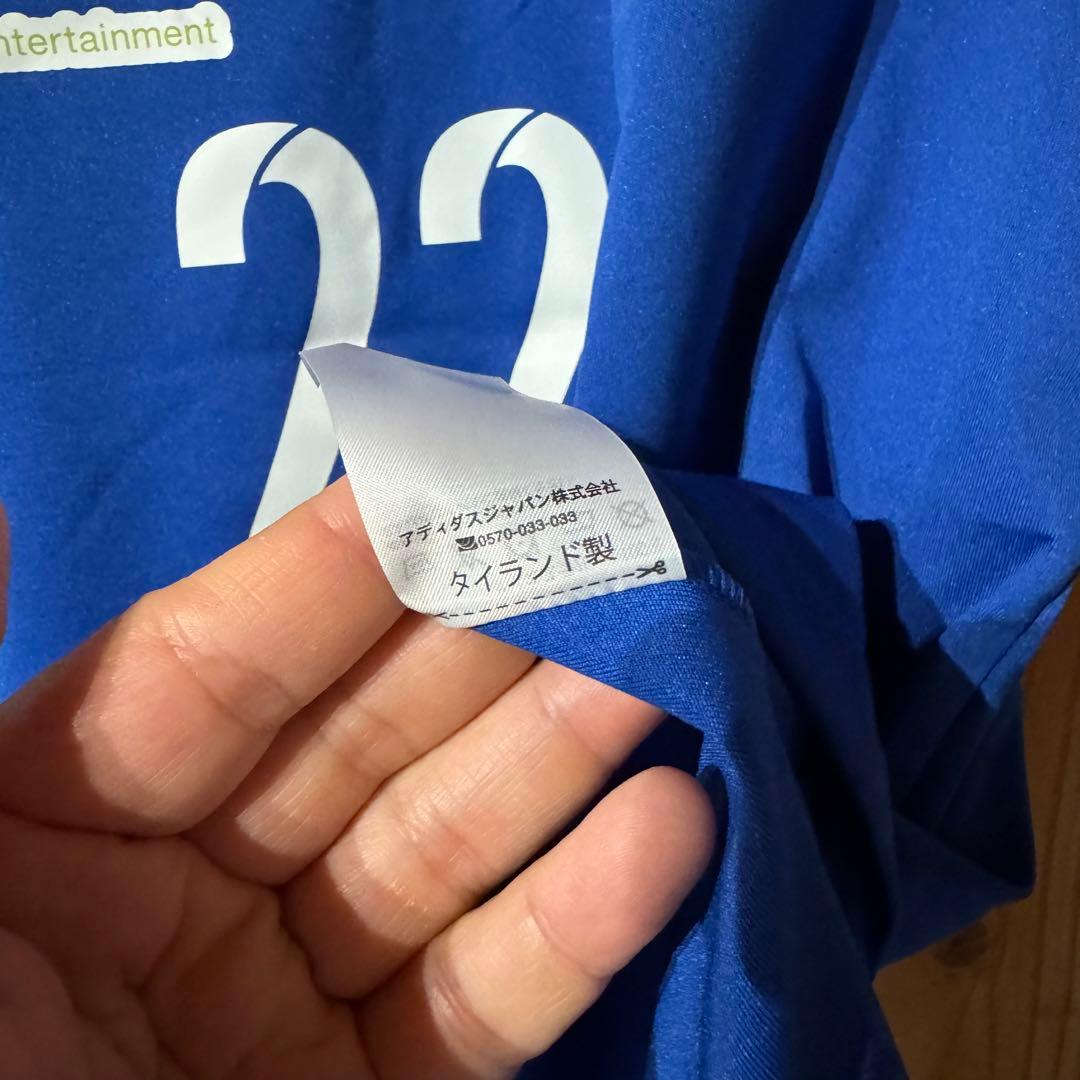 ntertainment
22
アディダスジャパン株式会社
0570-033-033
タイランド製